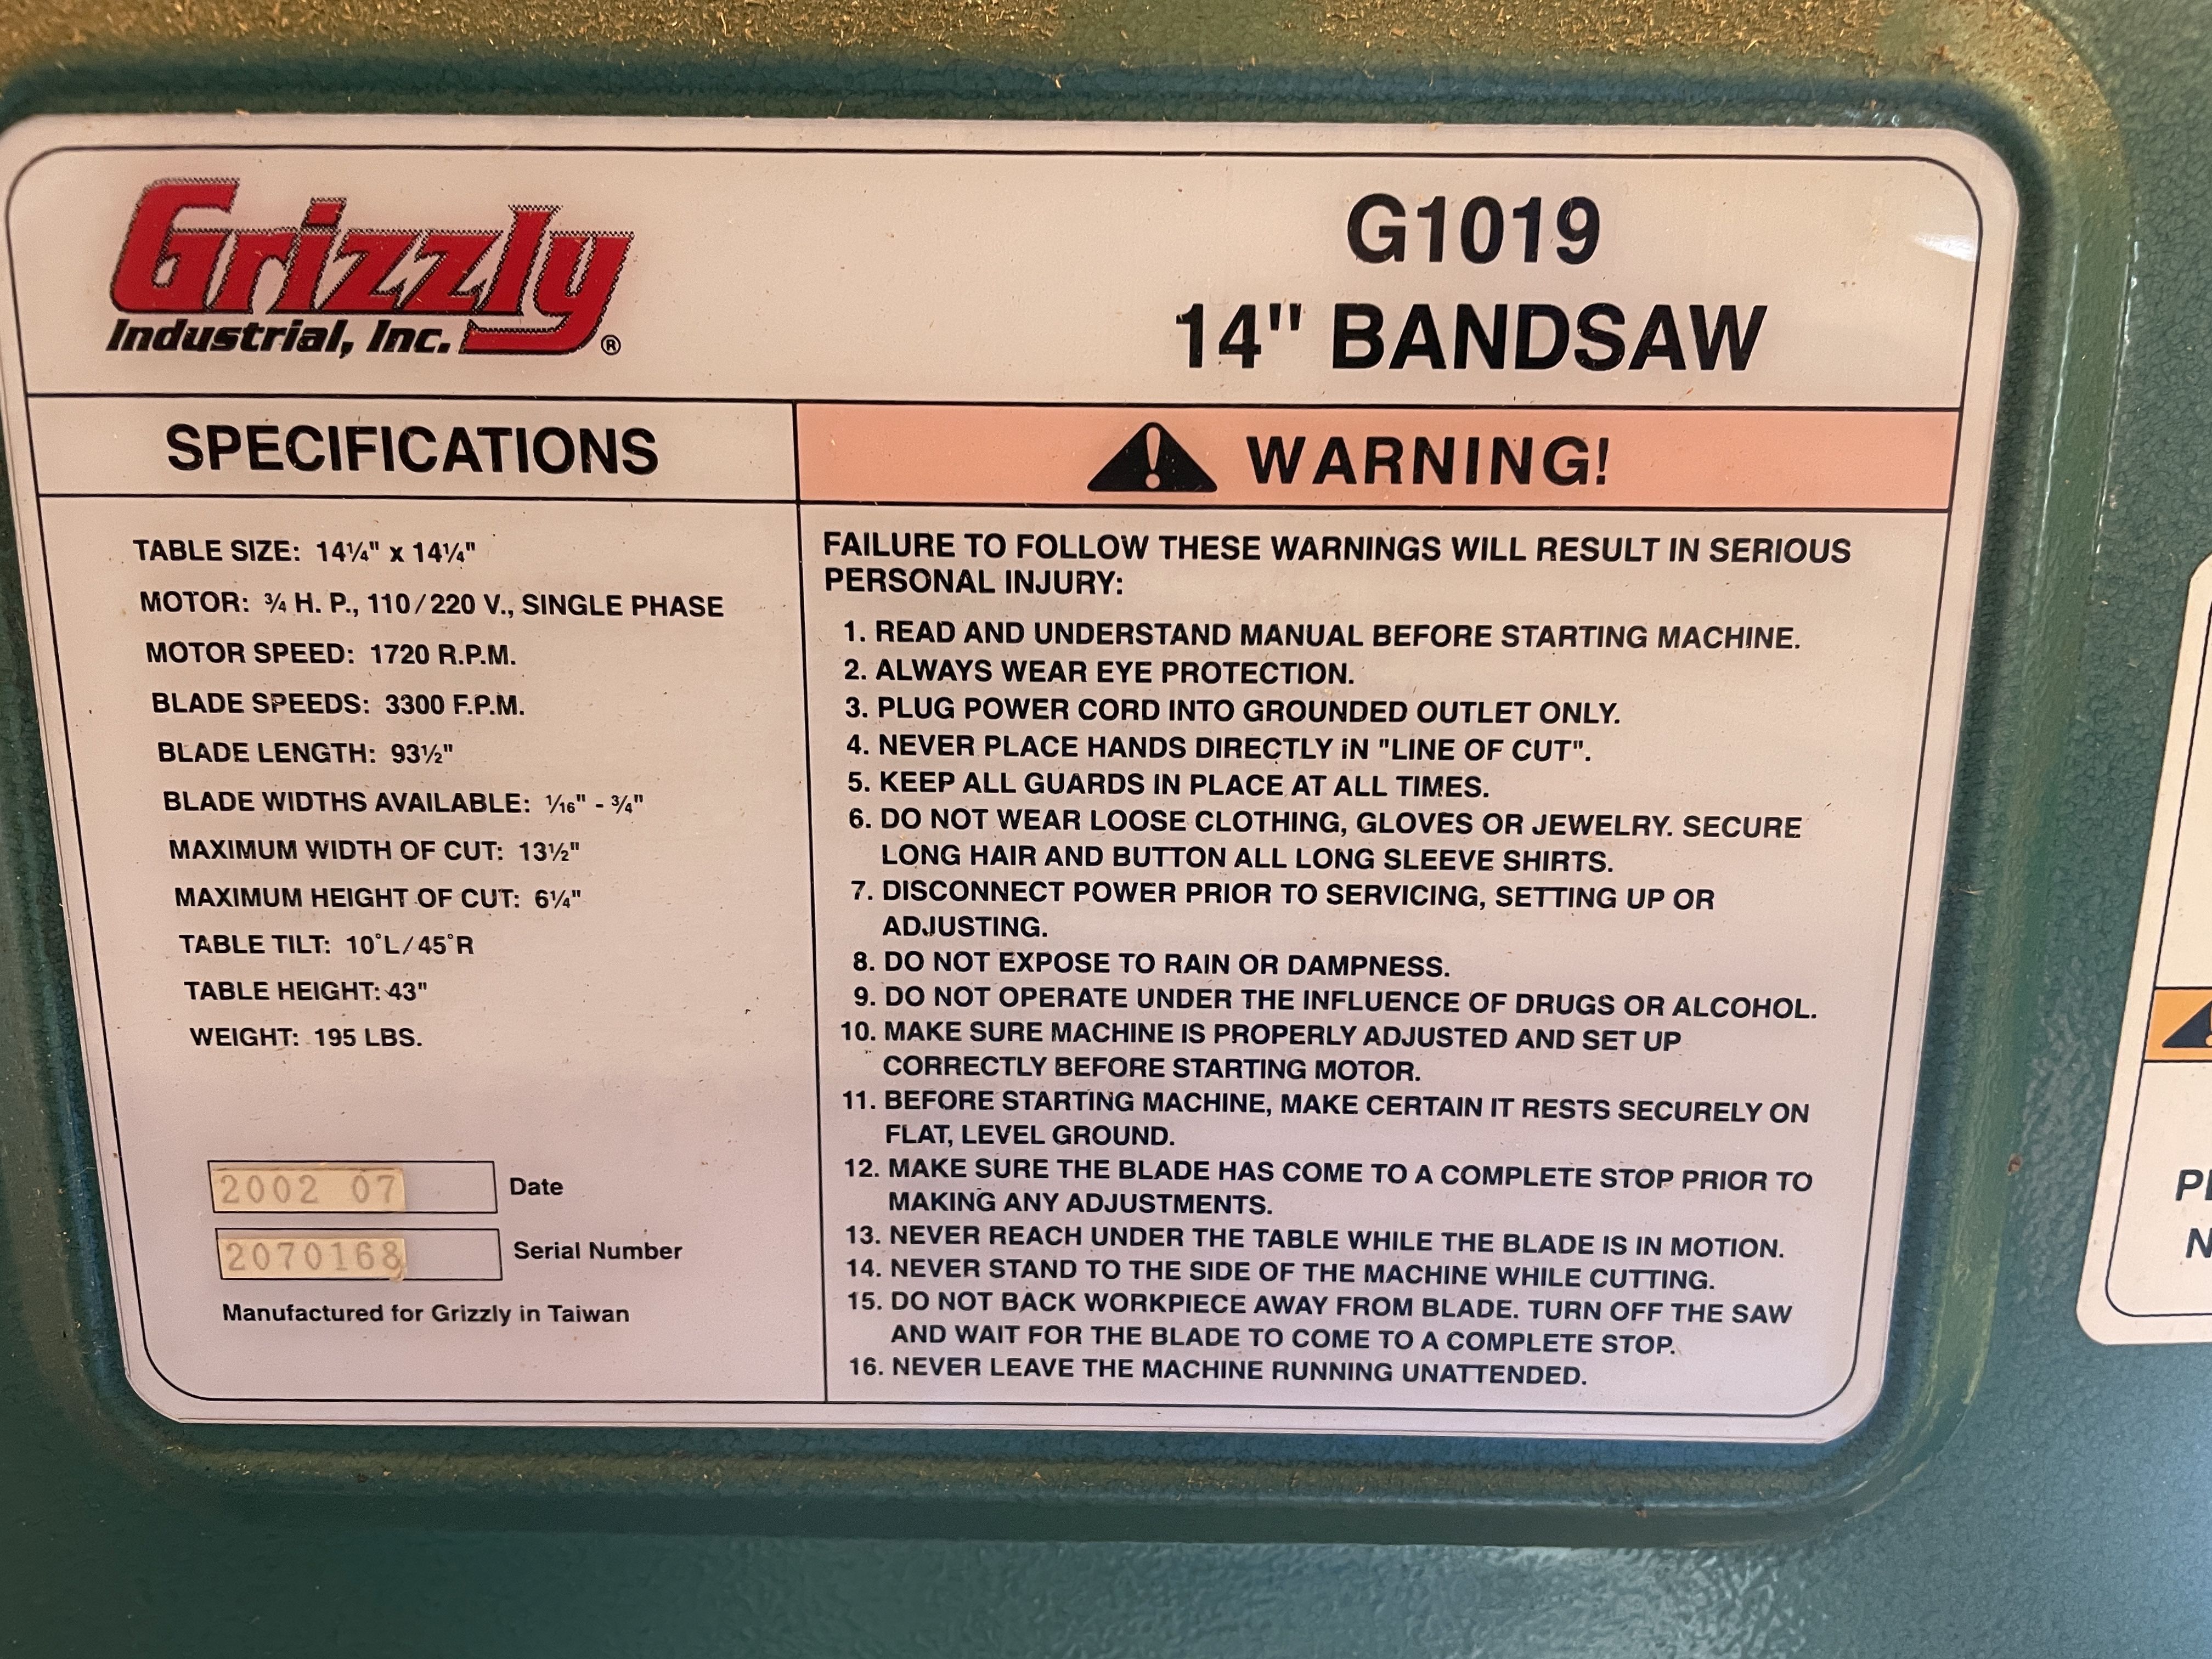 Grizzly
Industrial, Inc. ®
G1019
14" BANDSAW
SPECIFICATIONS
WARNING!
TABLE SIZE: 14¼" x 14¼"
MOTOR: ¾ H. P., 110/220 V., SINGLE PHASE
MOTOR SPEED: 1720 R.P.M.
BLADE SPEEDS: 3300 F.P.M.
BLADE LENGTH: 93½"
BLADE WIDTHS AVAILABLE: 1/16" - ¾"
MAXIMUM WIDTH OF CUT: 13½"
MAXIMUM HEIGHT OF CUT: 6¼"
TABLE TILT: 10°L/45°R
TABLE HEIGHT: 43"
WEIGHT: 195 LBS.
2002 07 Date
2070168 Serial Number
Manufactured for Grizzly in Taiwan
FAILURE TO FOLLOW THESE WARNINGS WILL RESULT IN SERIOUS
PERSONAL INJURY:
1. READ AND UNDERSTAND MANUAL BEFORE STARTING MACHINE.
2. ALWAYS WEAR EYE PROTECTION.
3. PLUG POWER CORD INTO GROUNDED OUTLET ONLY.
4. NEVER PLACE HANDS DIRECTLY iN "LINE OF CUT".
5. KEEP ALL GUARDS IN PLACE AT ALL TIMES.
6. DO NOT WEAR LOOSE CLOTHING, GLOVES OR JEWELRY. SECURE
LONG HAIR AND BUTTON ALL LONG SLEEVE SHIRTS.
7. DISCONNECT POWER PRIOR TO SERVICING, SETTING UP OR
ADJUSTING.
8. DO NOT EXPOSE TO RAIN OR DAMPNESS.
9. DO NOT OPERATE UNDER THE INFLUENCE OF DRUGS OR ALCOHOL.
10. MAKE SURE MACHINE IS PROPERLY ADJUSTED AND SET UP
CORRECTLY BEFORE STARTING MOTOR.
11. BEFORE STARTING MACHINE, MAKE CERTAIN IT RESTS SECURELY ON
FLAT, LEVEL GROUND.
12. MAKE SURE THE BLADE HAS COME TO A COMPLETE STOP PRIOR TO
MAKING ANY ADJUSTMENTS.
13. NEVER REACH UNDER THE TABLE WHILE THE BLADE IS IN MOTION.
14. NEVER STAND TO THE SIDE OF THE MACHINE WHILE CUTTING.
15. DO NOT BACK WORKPIECE AWAY FROM BLADE. TURN OFF THE SAW
AND WAIT FOR THE BLADE TO COME TO A COMPLETE STOP.
16. NEVER LEAVE THE MACHINE RUNNING UNATTENDED.